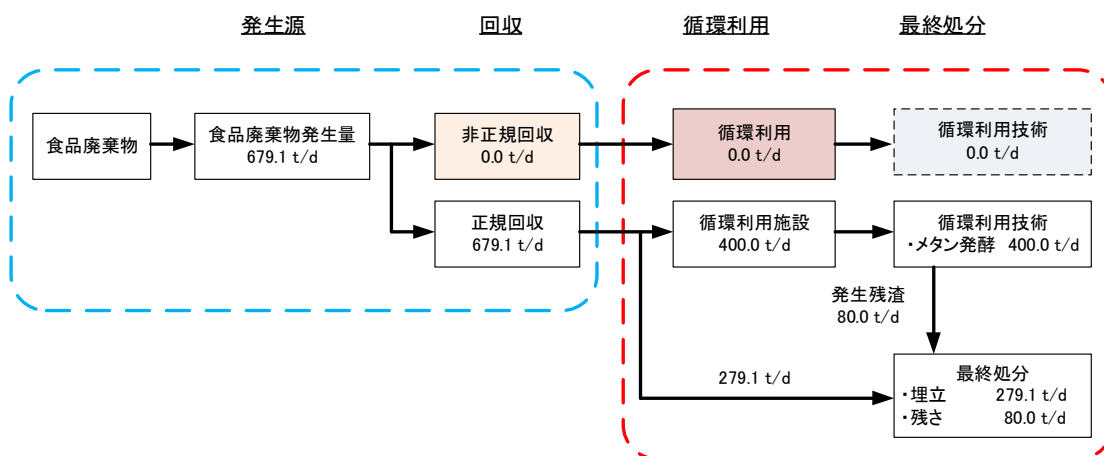 発生源
回収
循環利用
最終処分
食品廃棄物
食品廃棄物発生量
679.1 t/d
非正規回収
0.0 t/d
循環利用
0.0 t/d
循環利用技術
0.0 t/d
正規回収
679.1 t/d
循環利用施設
400.0 t/d
循環利用技術
・メタン発酵 400.0 t/d
発生残渣
80.0 t/d
279.1 t/d
最終処分
・埋立 279.1 t/d
・残さ 80.0 t/d